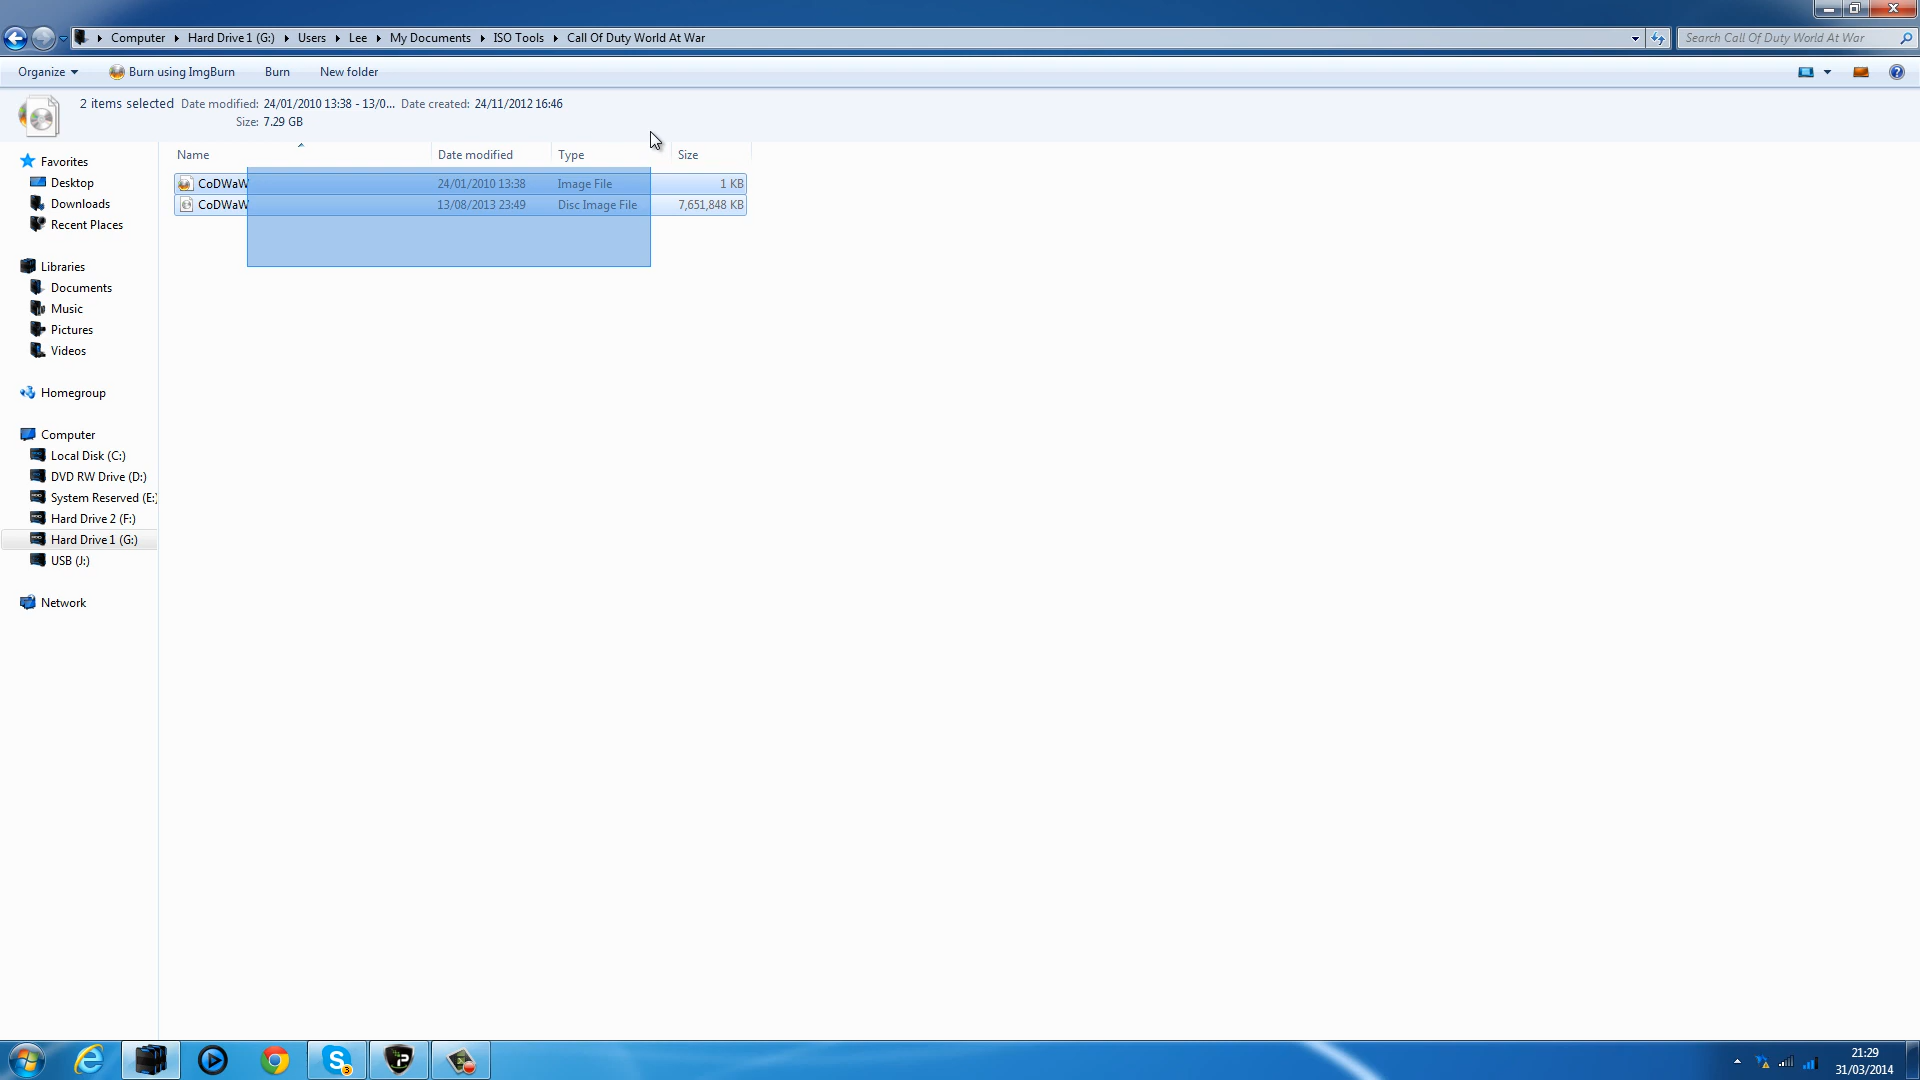 Computer Hard Drive 1 (G:) Users Lee My Documents ISO Tools Call Of Duty World At War Search Call Of Duty World At War
Organize Burn using ImgBurn Burn New folder
2 items selected Date modified: 24/01/2010 13:38 - 13/0... Date created: 24/11/2012 16:46
Size: 7.29 GB
Name Date modified Type Size
CoDWaW 24/01/2010 13:38 Image File 1 KB
CoDWaW 13/08/2013 23:49 Disc Image File 7,651,848 KB
Favorites
Desktop
Downloads
Recent Places
Libraries
Documents
Music
Pictures
Videos
Homegroup
Computer
Local Disk (C:)
DVD RW Drive (D:)
System Reserved (E:)
Hard Drive 2 (F:)
Hard Drive 1 (G:)
USB (J:)
Network
3
21:29
31/03/2014